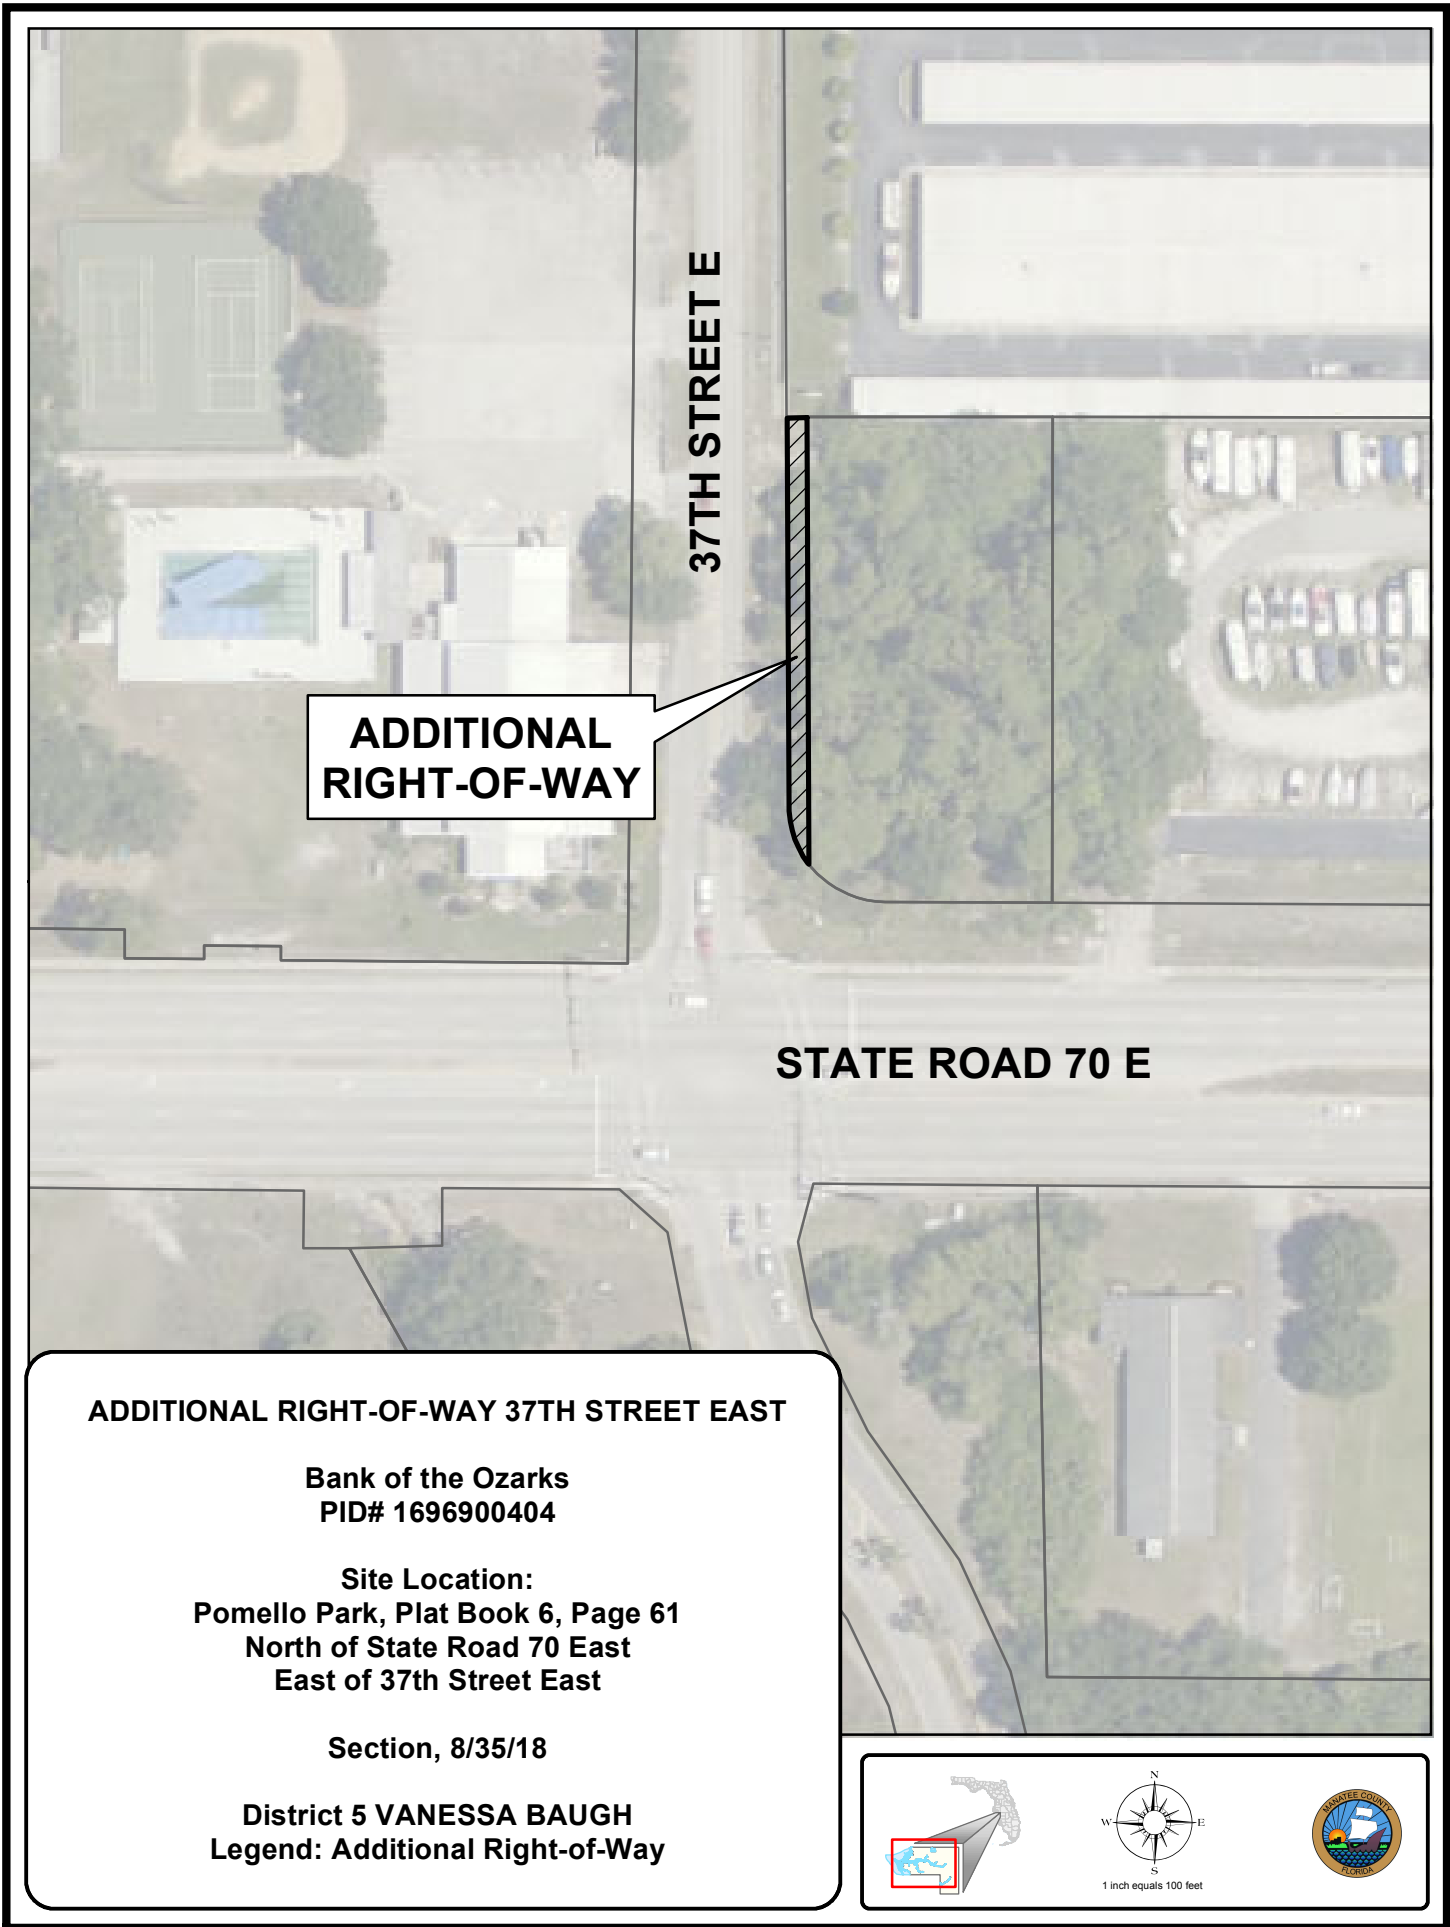 37TH STREET E
ADDITIONAL
RIGHT-OF-WAY
STATE ROAD 70 E
ADDITIONAL RIGHT-OF-WAY 37TH STREET EAST
Bank of the Ozarks
PID# 1696900404
Site Location:
Pomello Park, Plat Book 6, Page 61
North of State Road 70 East
East of 37th Street East
Section, 8/35/18
District 5 VANESSA BAUGH
Legend: Additional Right-of-Way
N
W
E
S
1 inch equals 100 feet
MANATEE COUNTY
FLORIDA